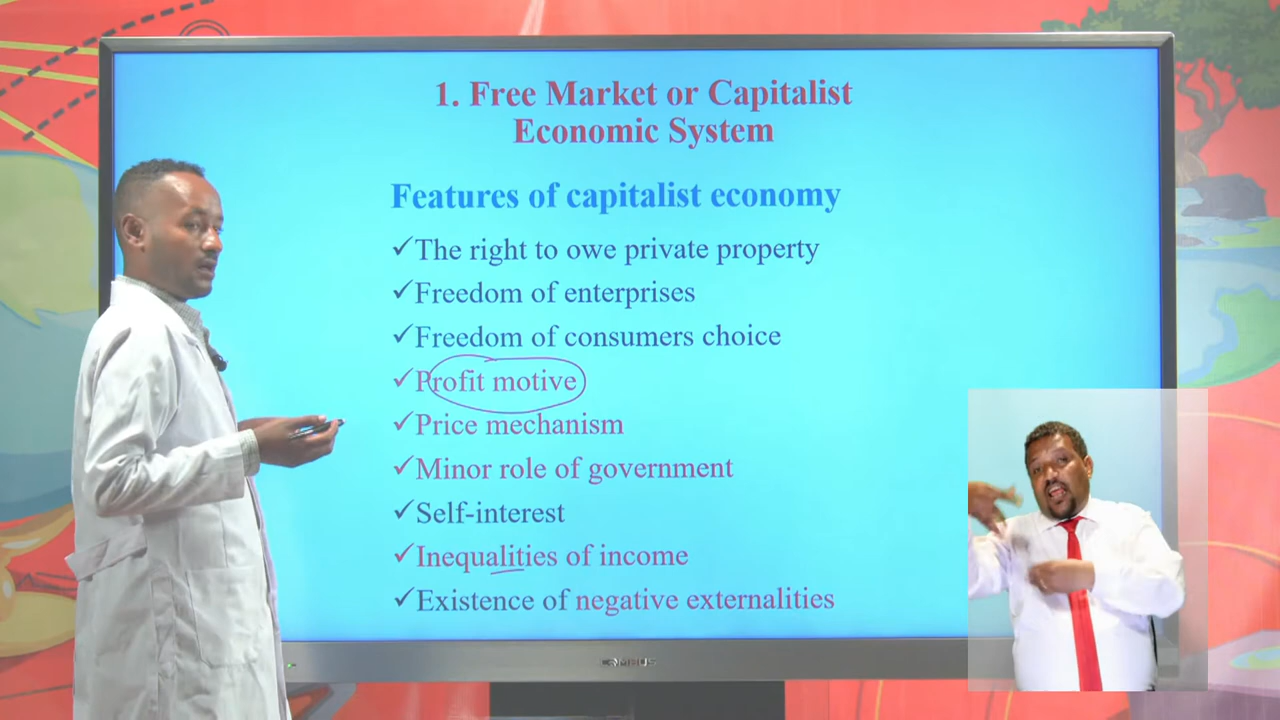 1. Free Market or Capitalist
Economic System
Features of capitalist economy
✓The right to owe private property
✓Freedom of enterprises
✓Freedom of consumers choice
✓Profit motive
✓Price mechanism
✓Minor role of government
✓Self-interest
✓Inequalities of income
✓Existence of negative externalities